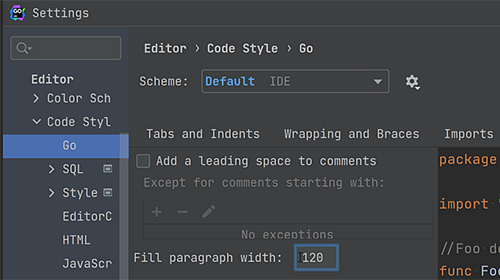 GO
Settings
Editor
Color Sch
Code Styl
Go
SQL
Style
EditorC
HTML
JavaScr
Editor › Code Style › Go
Scheme: Default IDE
Tabs and Indents Wrapping and Braces Imports
Add a leading space to comments
Except for comments starting with:
No exceptions
Fill paragraph width: 120
package
import
//Foo do
func Foo